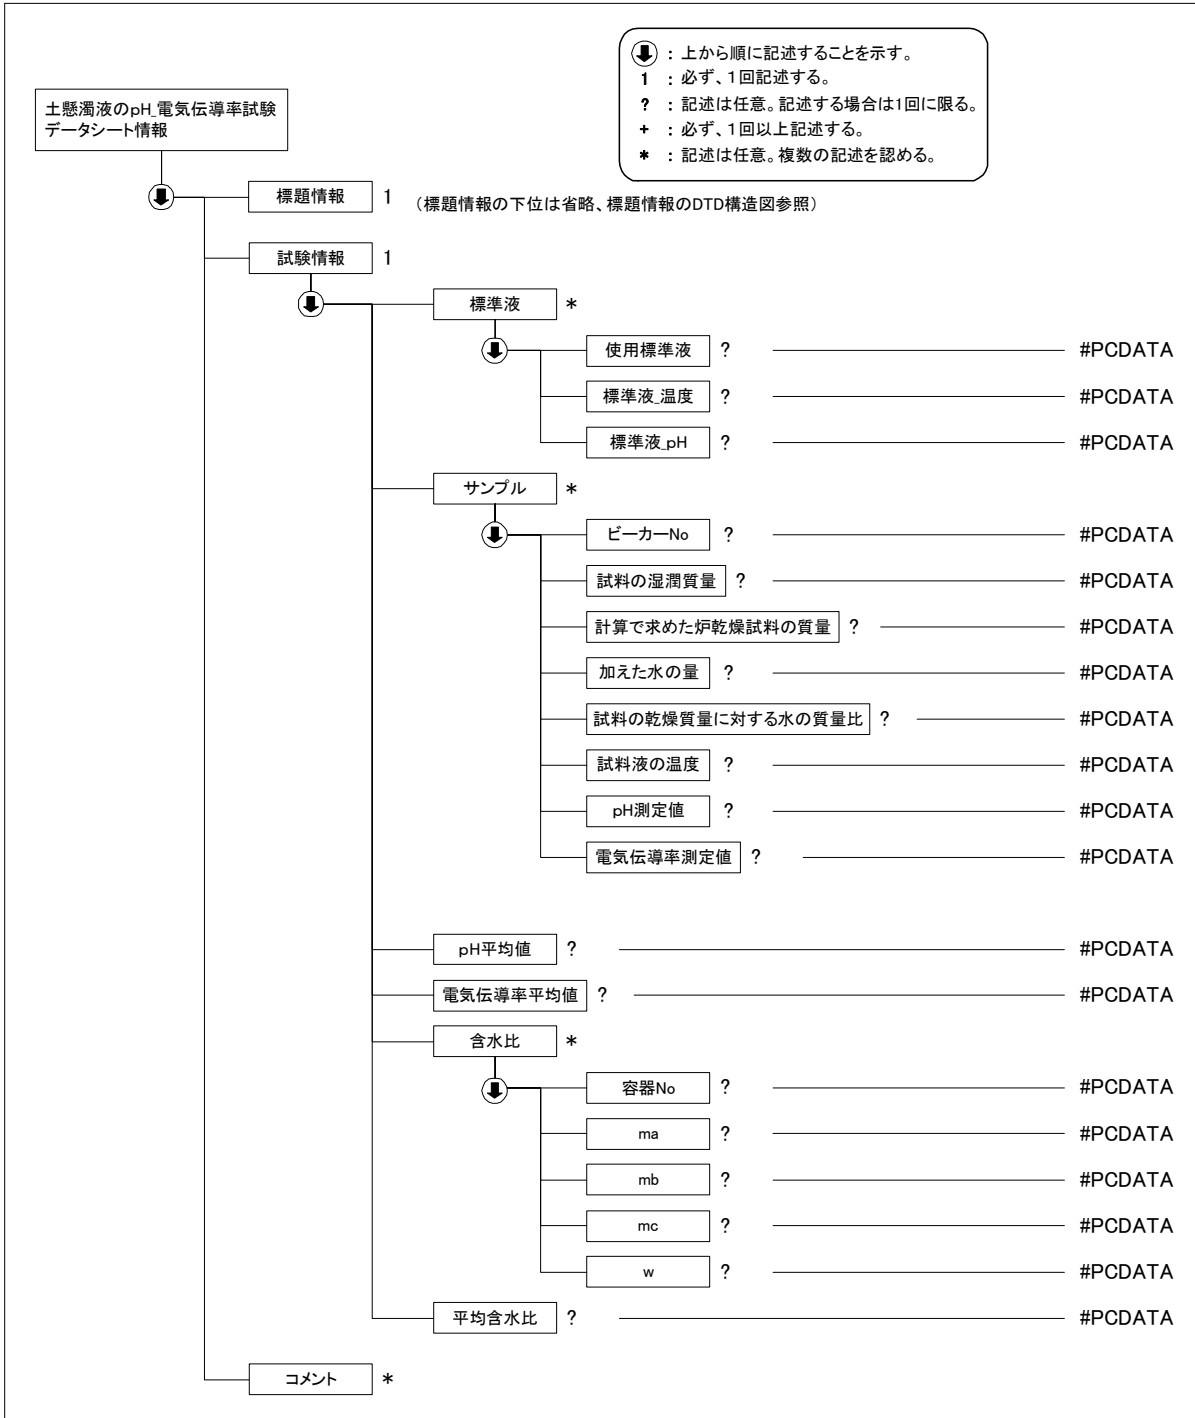 ⬇ : 上から順に記述することを示す。
1 : 必ず、1回記述する。
? : 記述は任意。記述する場合は1回に限る。
+ : 必ず、1回以上記述する。
* : 記述は任意。複数の記述を認める。
土懸濁液のpH_電気伝導率試験
データシート情報
標題情報 1 (標題情報の下位は省略、標題情報のDTD構造図参照)
試験情報 1
標準液 *
使用標準液 ? #PCDATA
標準液_温度 ? #PCDATA
標準液_pH ? #PCDATA
サンプル *
ビーカーNo ? #PCDATA
試料の湿潤質量 ? #PCDATA
計算で求めた炉乾燥試料の質量 ? #PCDATA
加えた水の量 ? #PCDATA
試料の乾燥質量に対する水の質量比 ? #PCDATA
試料液の温度 ? #PCDATA
pH測定値 ? #PCDATA
電気伝導率測定値 ? #PCDATA
pH平均値 ? #PCDATA
電気伝導率平均値 ? #PCDATA
含水比 *
容器No ? #PCDATA
ma ? #PCDATA
mb ? #PCDATA
mc ? #PCDATA
w ? #PCDATA
平均含水比 ? #PCDATA
コメント *